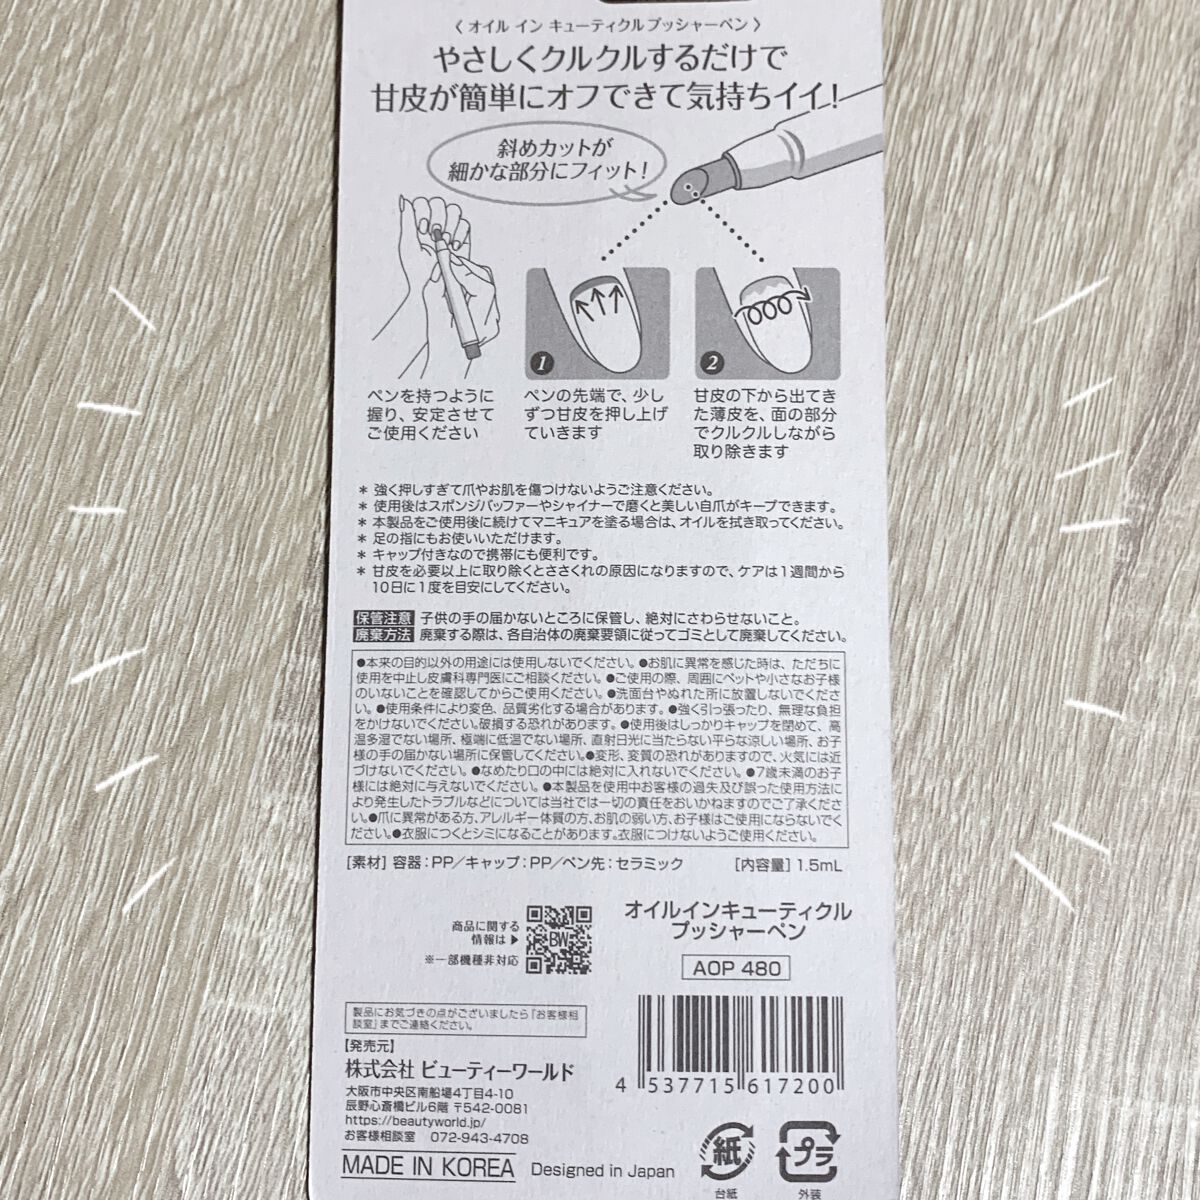 〈 オイル イン キューティクルプッシャーペン 〉
やさしくクルクルするだけで
甘皮が簡単にオフできて気持ちイイ!
斜めカットが
細かな部分にフィット!
1
2
ペンを持つように
握り、安定させて
ご使用ください
ペンの先端で、少し
ずつ甘皮を押し上げ
ていきます
甘皮の下から出てき
た薄皮を、面の部分
でクルクルしながら
取り除きます
＊ 強く押しすぎて爪やお肌を傷つけないようご注意ください。
＊ 使用後はスポンジバッファーやシャイナーで磨くと美しい自爪がキープできます。
＊ 本製品をご使用後に続けてマニキュアを塗る場合は、オイルを拭き取ってください。
＊ 足の指にもお使いいただけます。
＊ キャップ付きなので携帯にも便利です。
＊ 甘皮を必要以上に取り除くとささくれの原因になりますので、ケアは1週間から
10日に1度を目安にしてください。
保管注意 子供の手の届かないところに保管し、絶対にさわらせないこと。
廃棄方法 廃棄する際は、各自治体の廃棄要領に従ってゴミとして廃棄してください。
●本来の目的以外の用途には使用しないでください。●お肌に異常を感じた時は、ただちに
使用を中止し皮膚科専門医にご相談ください。●ご使用の際、周囲にペットや小さなお子様
のいないことを確認してからご使用ください。●洗面台やぬれた所に放置しないでくださ
い。●使用条件により変色、品質劣化する場合があります。●強く引っ張ったり、無理な負担
をかけないでください。破損する恐れがあります。●使用後はしっかりキャップを閉めて、高
温多湿でない場所、極端に低温でない場所、直射日光に当たらない平らな涼しい場所、お子
様の手の届かない場所に保管してください。●変形、変質の恐れがありますので、火気には近
づけないでください。●なめたり口の中には絶対に入れないでください。●7歳未満のお子
様には絶対に与えないでください。●本製品を使用中お客様の過失及び誤った使用方法に
より発生したトラブルなどについては当社では一切の責任をおいかねますのでご了承くださ
い。●爪に異常がある方、アレルギー体質の方、お肌の弱い方、お子様はご使用にならないでく
ださい。●衣服につくとシミになることがあります。衣服につけないようご使用ください。
[素材] 容器：PP／キャップ：PP／ペン先：セラミック [内容量] 1.5mL
商品に関する
情報は▶
※一部機種非対応
BW
オイルインキューティクル
プッシャーペン
AOP 480
製品にお気づきの点がございましたら「お客様相
談室」までご連絡ください。
【発売元】
株式会社 ビューティーワールド
大阪市中央区南船場4丁目4-10
辰野心斎橋ビル6階 〒542-0081
https://beautyworld.jp/
お客様相談室 072-943-4708
MADE IN KOREA Designed in Japan
4 537715 617200
紙
台紙
プラ
外装